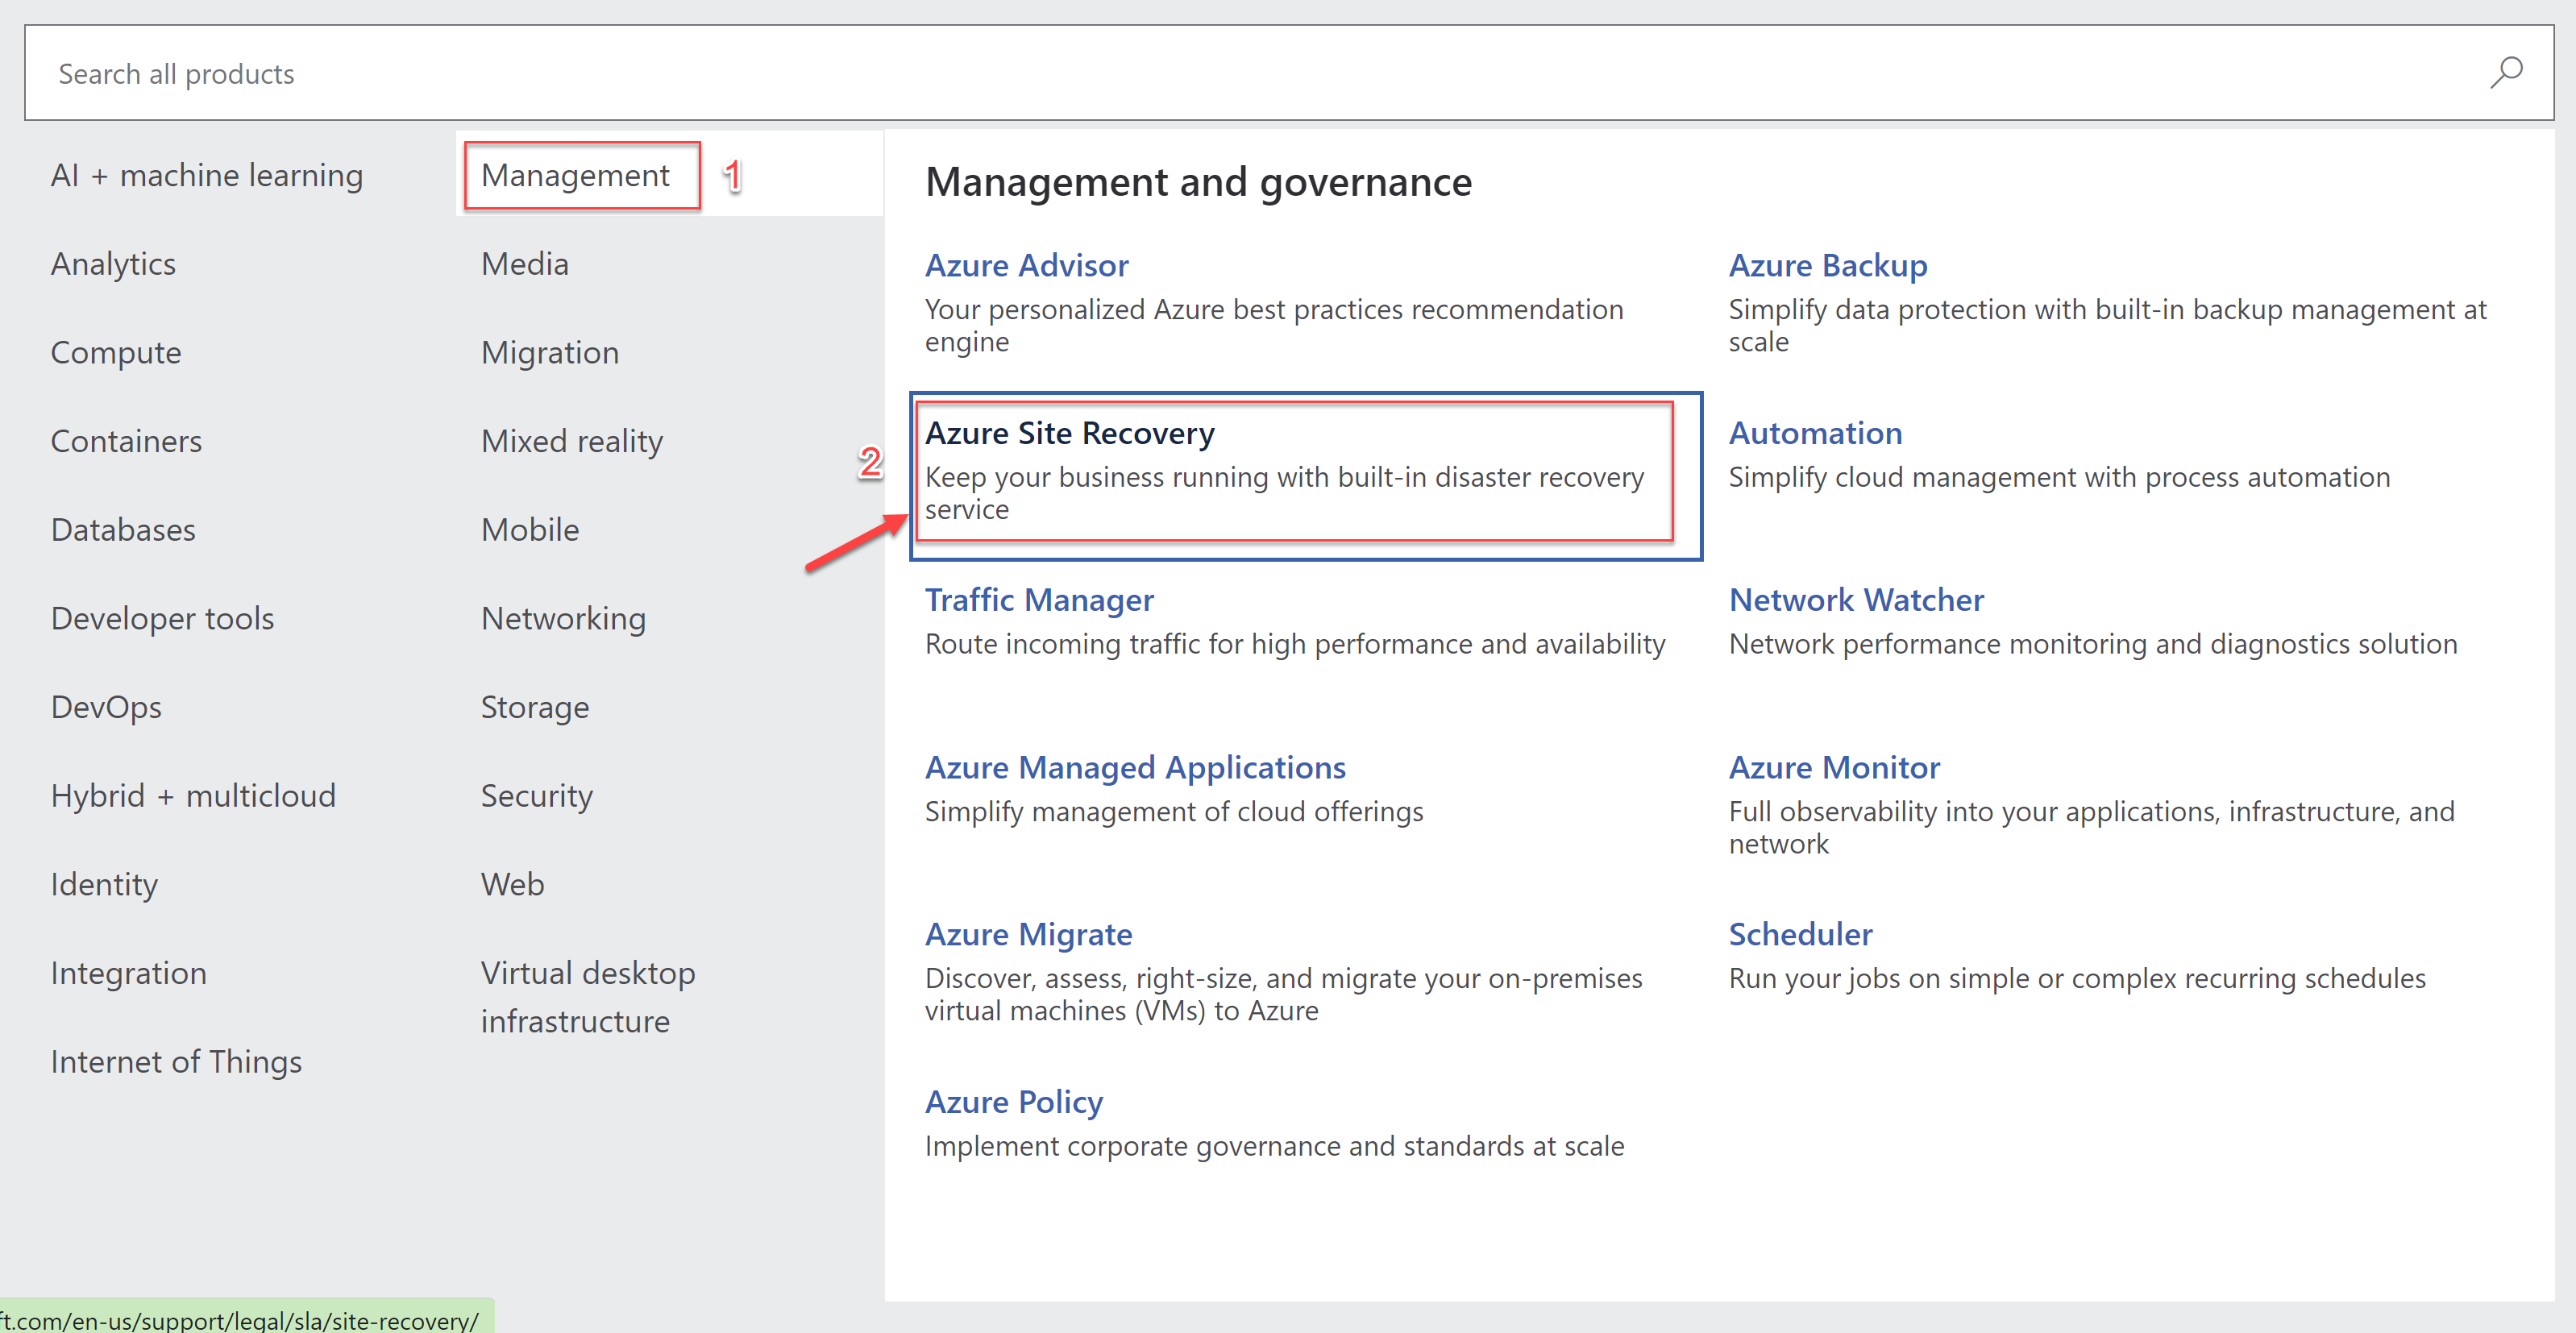 Search all products
AI + machine learning
Analytics
Compute
Containers
Databases
Developer tools
DevOps
Hybrid + multicloud
Identity
Integration
Internet of Things
Management
1
Media
Migration
Mixed reality
Mobile
Networking
Storage
Security
Web
Virtual desktop
infrastructure
Management and governance
Azure Advisor
Your personalized Azure best practices recommendation
engine
Azure Backup
Simplify data protection with built-in backup management at
scale
2
Azure Site Recovery
Keep your business running with built-in disaster recovery
service
Automation
Simplify cloud management with process automation
Traffic Manager
Route incoming traffic for high performance and availability
Network Watcher
Network performance monitoring and diagnostics solution
Azure Managed Applications
Simplify management of cloud offerings
Azure Monitor
Full observability into your applications, infrastructure, and
network
Azure Migrate
Discover, assess, right-size, and migrate your on-premises
virtual machines (VMs) to Azure
Scheduler
Run your jobs on simple or complex recurring schedules
Azure Policy
Implement corporate governance and standards at scale
ft.com/en-us/support/legal/sla/site-recovery/